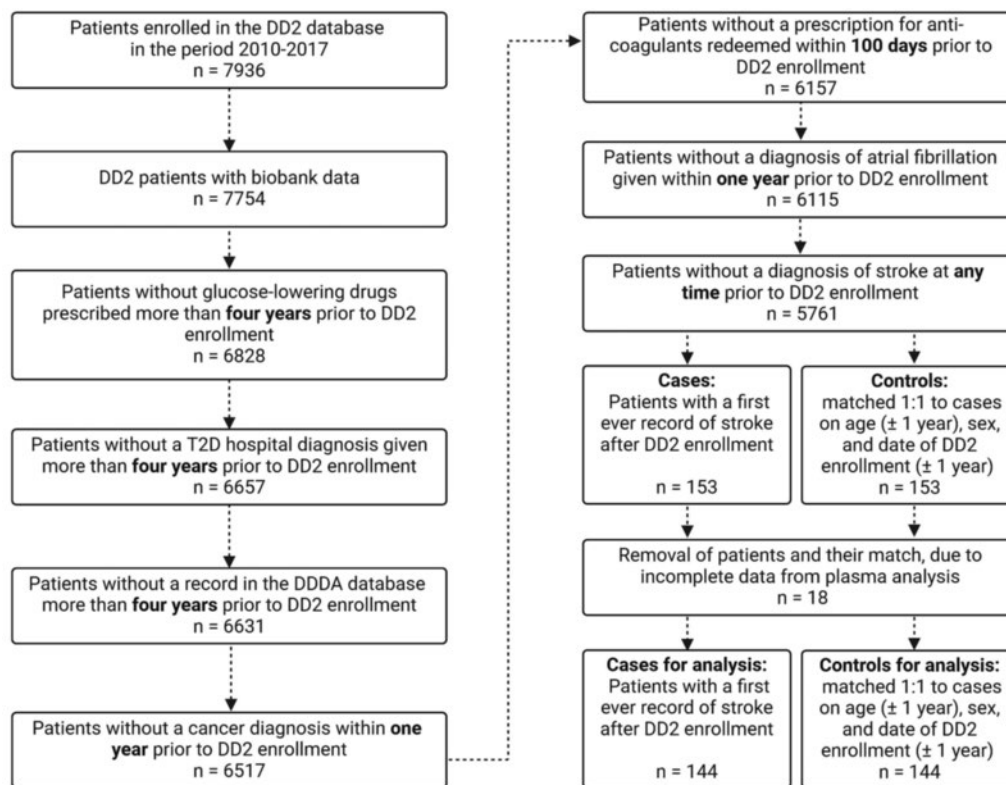 Patients enrolled in the DD2 database
in the period 2010-2017
n = 7936
DD2 patients with biobank data
n = 7754
Patients without glucose-lowering drugs
prescribed more than four years prior to DD2
enrollment
n = 6828
Patients without a T2D hospital diagnosis given
more than four years prior to DD2 enrollment
n = 6657
Patients without a record in the DDDA database
more than four years prior to DD2 enrollment
n = 6631
Patients without a cancer diagnosis within one
year prior to DD2 enrollment
n = 6517
Patients without a prescription for anti-
coagulants redeemed within 100 days prior to
DD2 enrollment
n = 6157
Patients without a diagnosis of atrial fibrillation
given within one year prior to DD2 enrollment
n = 6115
Patients without a diagnosis of stroke at any
time prior to DD2 enrollment
n = 5761
Cases:
Patients with a first
ever record of stroke
after DD2 enrollment
n = 153
Controls:
matched 1:1 to cases
on age (± 1 year), sex,
and date of DD2
enrollment (± 1 year)
n = 153
Removal of patients and their match, due to
incomplete data from plasma analysis
n = 18
Cases for analysis:
Patients with a first
ever record of stroke
after DD2 enrollment
n = 144
Controls for analysis:
matched 1:1 to cases
on age (± 1 year), sex,
and date of DD2
enrollment (± 1 year)
n = 144